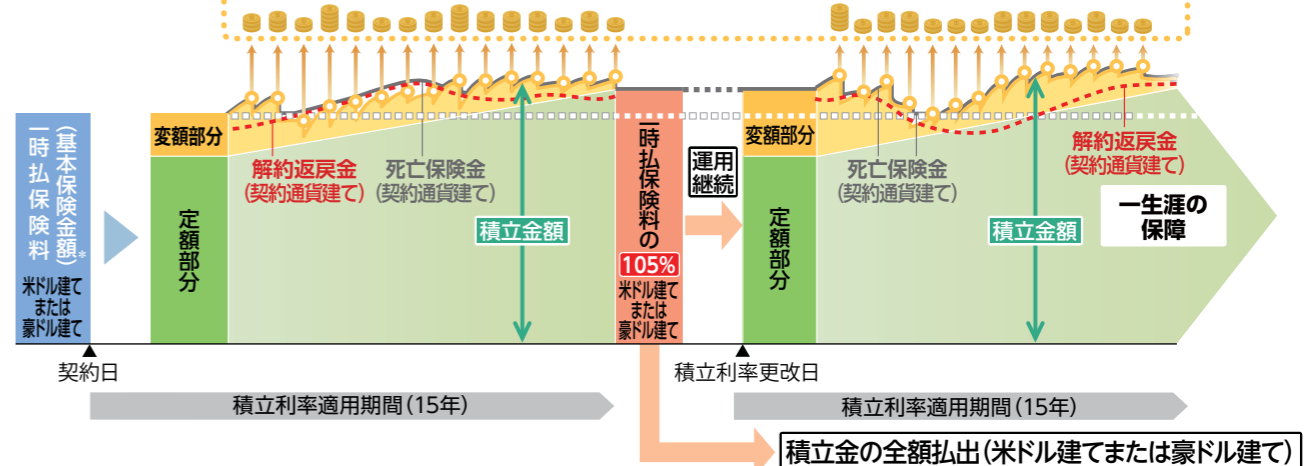 一時払保険料
(基本保険金額)*
米ドル建て
または
豪ドル建て
契約日
変額部分
定額部分
解約返戻金
(契約通貨建て)
死亡保険金
(契約通貨建て)
積立金額
積立利率適用期間(15年)
一時払保険料の
105%
米ドル建て
または
豪ドル建て
運用
継続
積立利率更改日
変額部分
定額部分
死亡保険金
(契約通貨建て)
積立金額
解約返戻金
(契約通貨建て)
一生涯の
保障
積立利率適用期間(15年)
積立金の全額払出(米ドル建てまたは豪ドル建て)